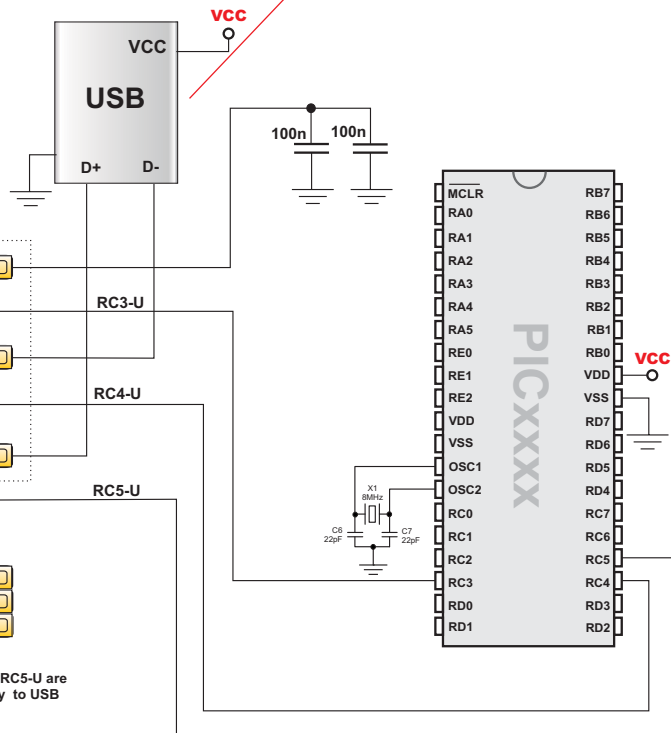 VCC
VCC
USB
D+ D-
100n 100n
RC3-U
RC4-U
RC5-U
MCLR RB7
RA0 RB6
RA1 RB5
RA2 RB4
RA3 RB3
RA4 RB2
RA5 RB1
RE0 RB0
RE1 VDD
RE2 VSS
VDD RD7
VSS RD6
OSC1 RD5
OSC2 RD4
RC0 RC7
RC1 RC6
RC2 RC5
RC3 RC4
RD0 RD3
RD1 RD2
PICXXXX
VCC
X1
8MHz
C6
22pF
C7
22pF
RC5-U are
to USB